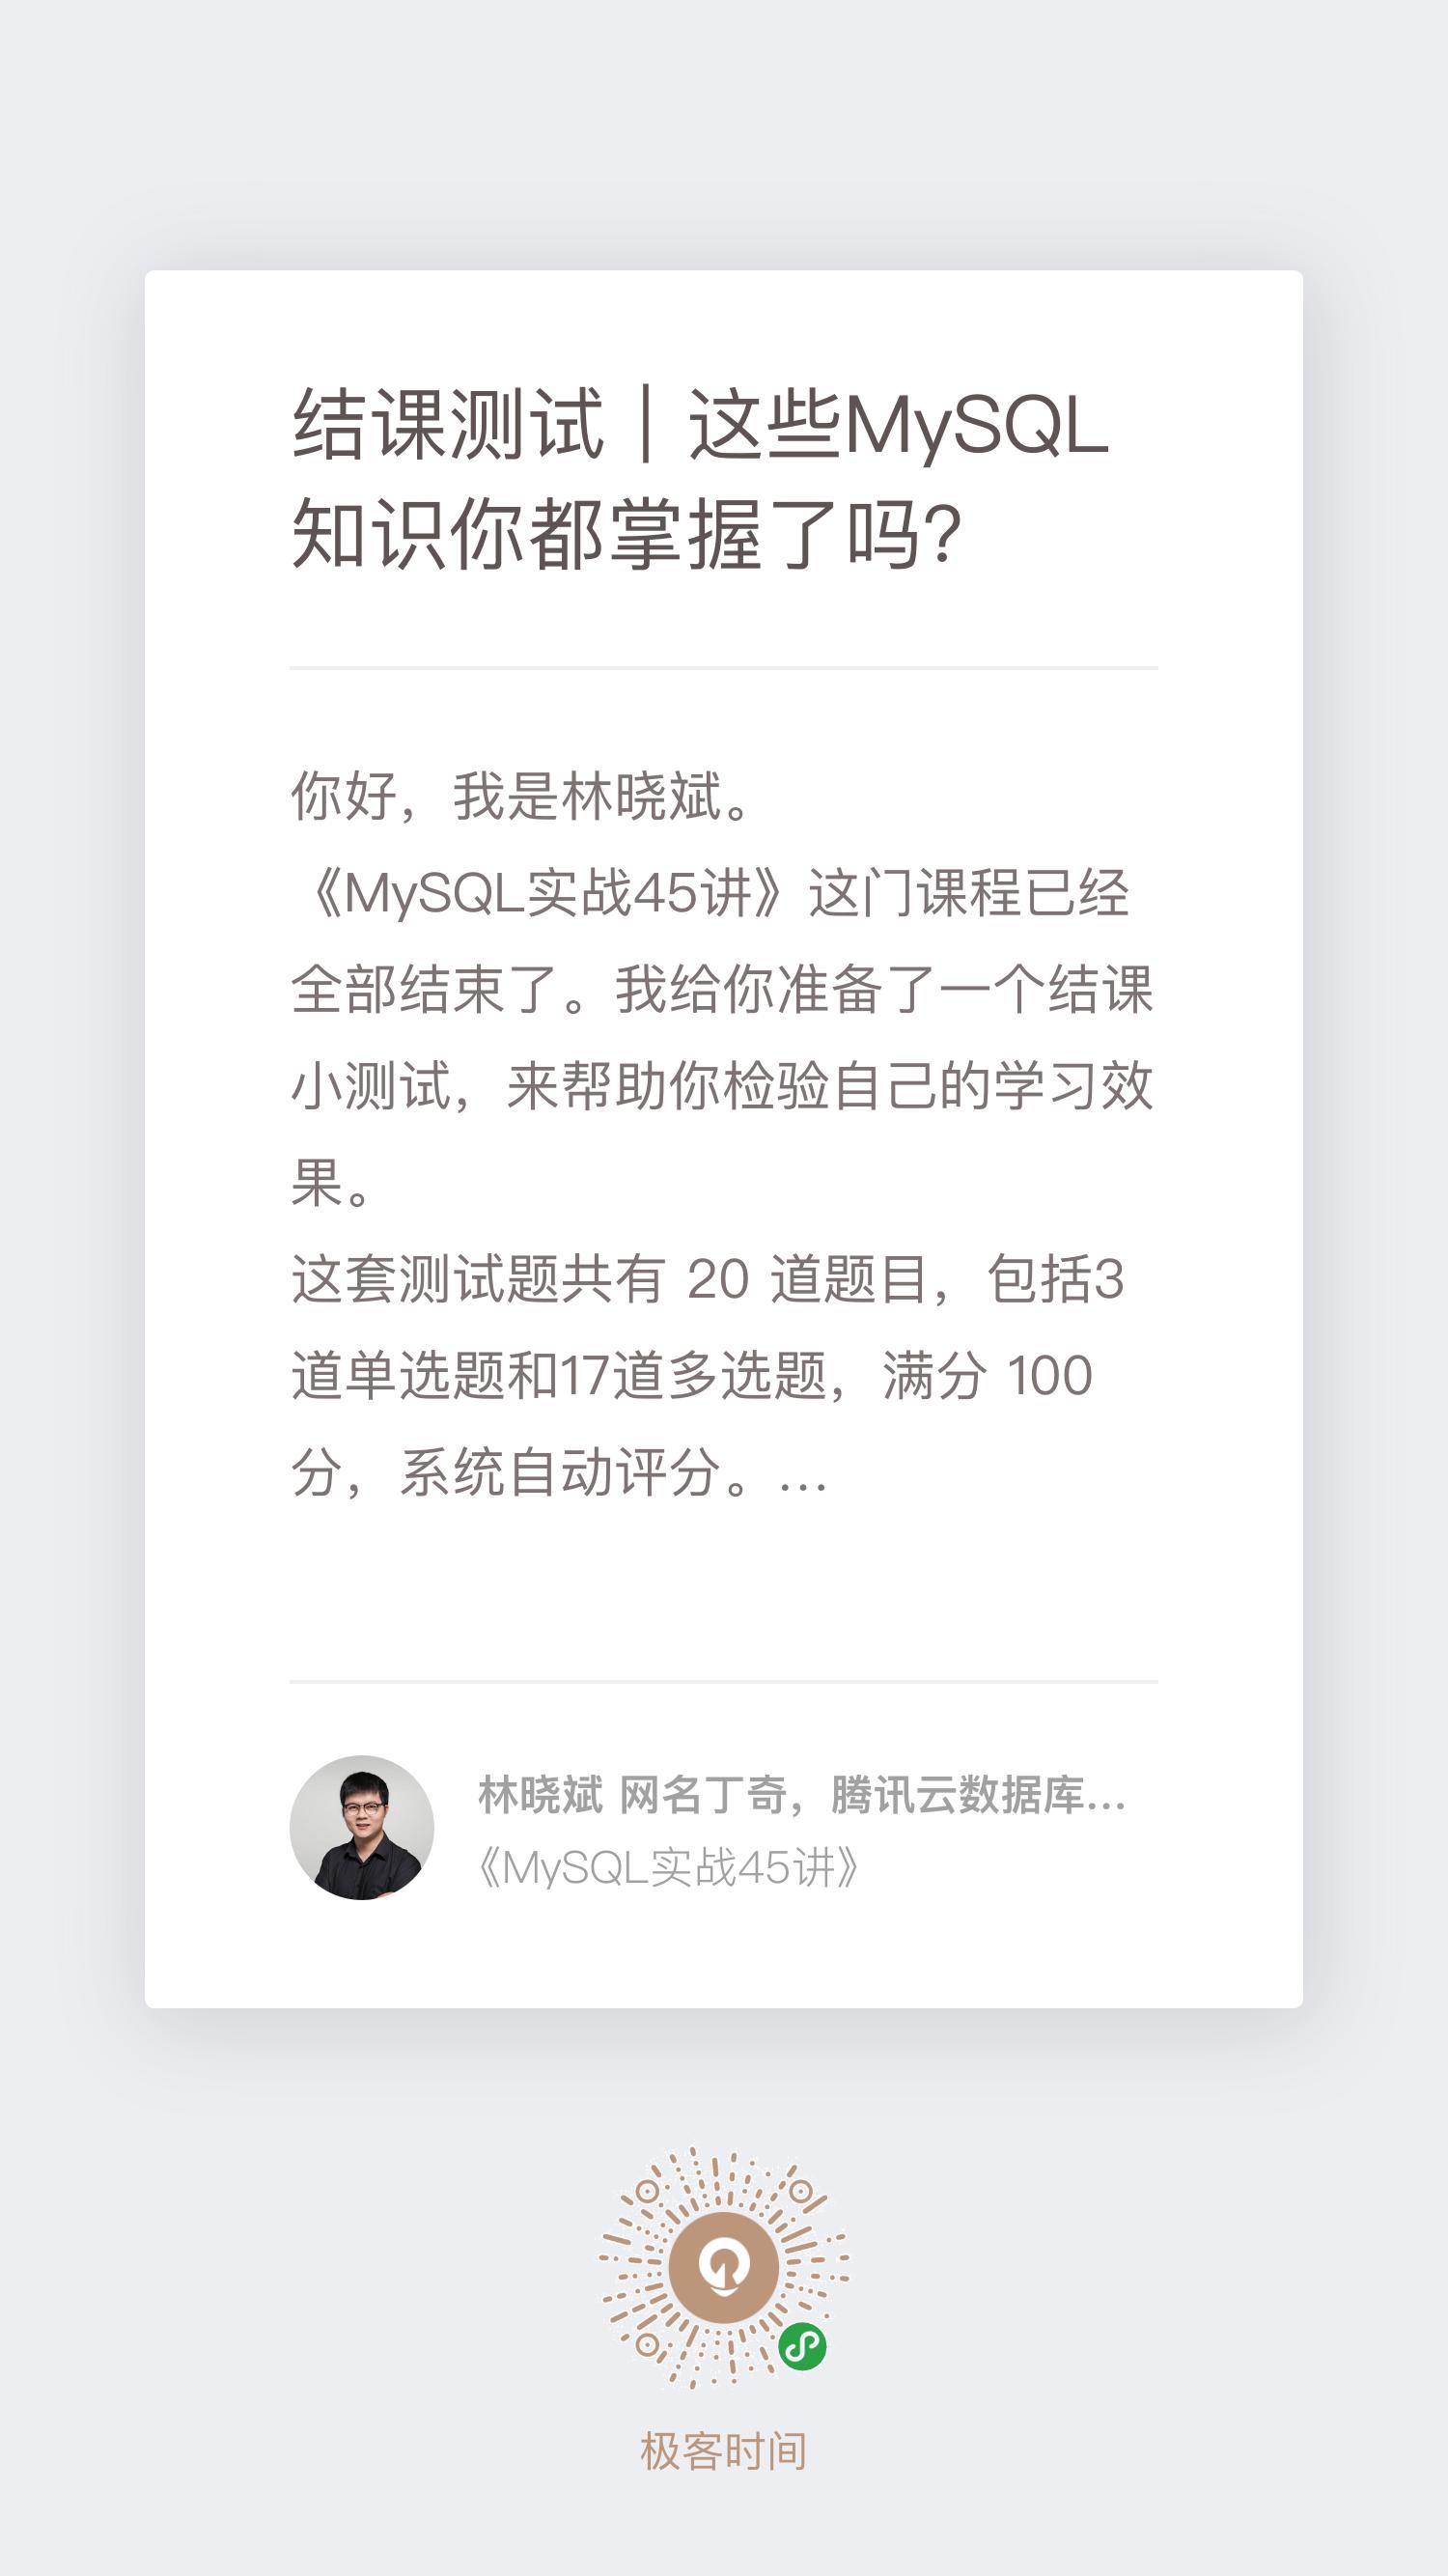 结课测试｜这些MySQL
知识你都掌握了吗？
你好，我是林晓斌。
《MySQL实战45讲》这门课程已经
全部结束了。我给你准备了一个结课
小测试，来帮助你检验自己的学习效
果。
这套测试题共有 20 道题目，包括3
道单选题和17道多选题，满分 100
分，系统自动评分。...
林晓斌 网名丁奇，腾讯云数据库...
《MySQL实战45讲》
极客时间